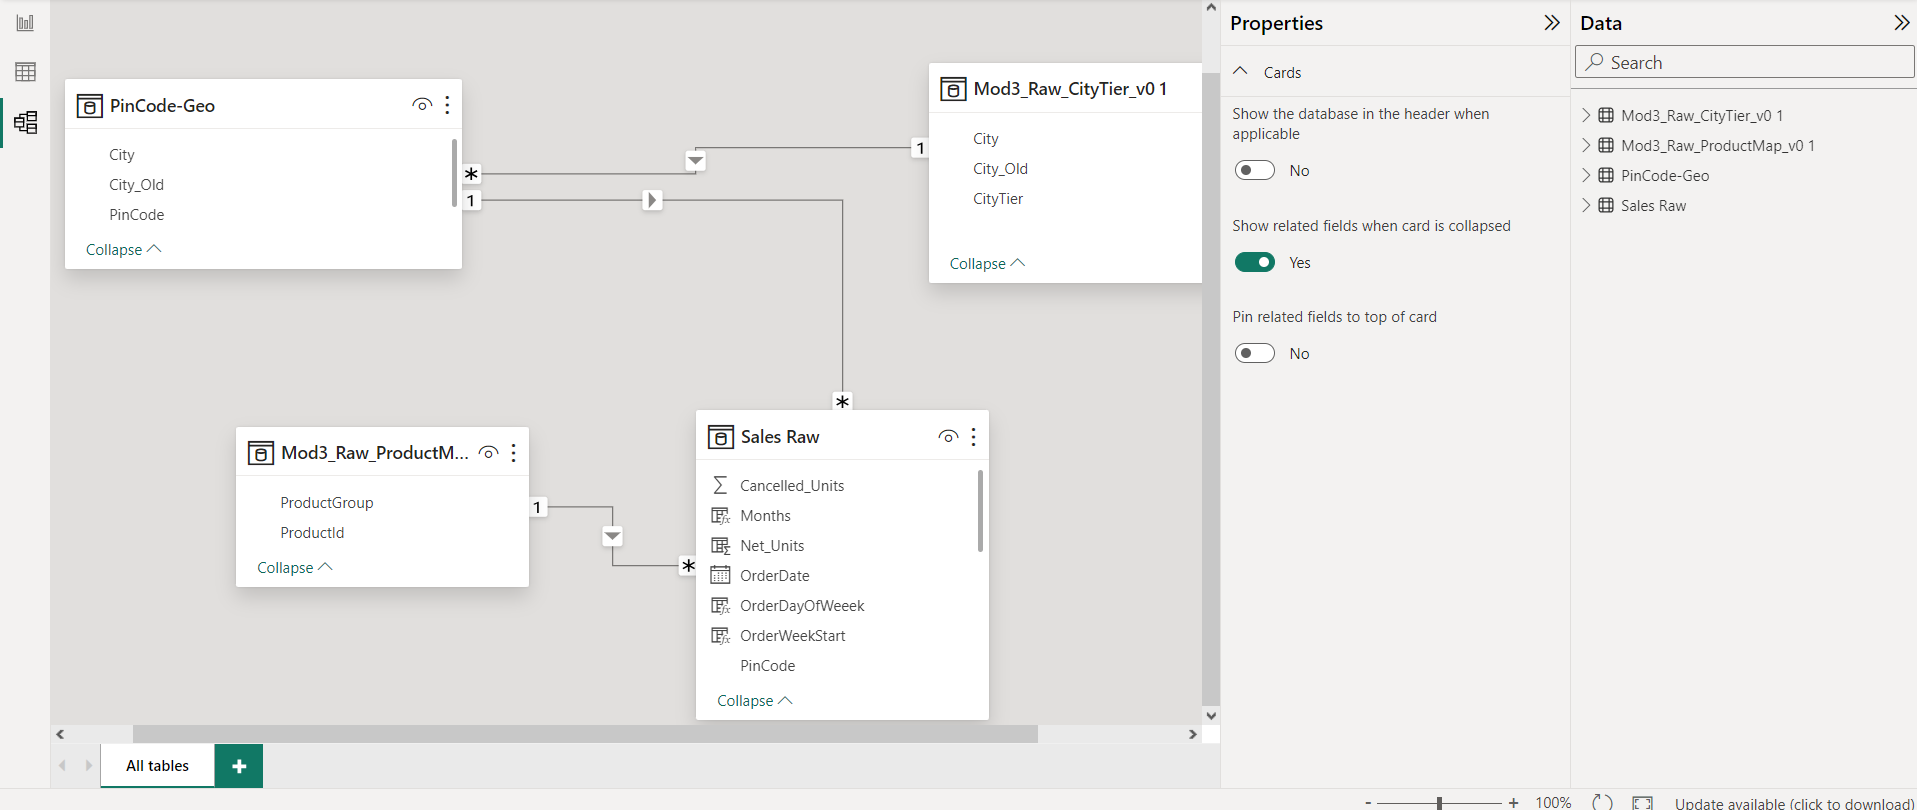 PinCode-Geo
City
City_Old
PinCode
Collapse
*
1
1
Mod3_Raw_CityTier_v0 1
City
City_Old
CityTier
Collapse
Mod3_Raw_ProductM...
ProductGroup
ProductId
Collapse
1
*
*
Sales Raw
Cancelled_Units
Months
Net_Units
OrderDate
OrderDayOfWeeek
OrderWeekStart
PinCode
Collapse
All tables
+
Properties
Cards
Show the database in the header when
applicable
No
Show related fields when card is collapsed
Yes
Pin related fields to top of card
No
Data
Search
Mod3_Raw_CityTier_v0 1
Mod3_Raw_ProductMap_v0 1
PinCode-Geo
Sales Raw
- + 100%
Update available (click to download)